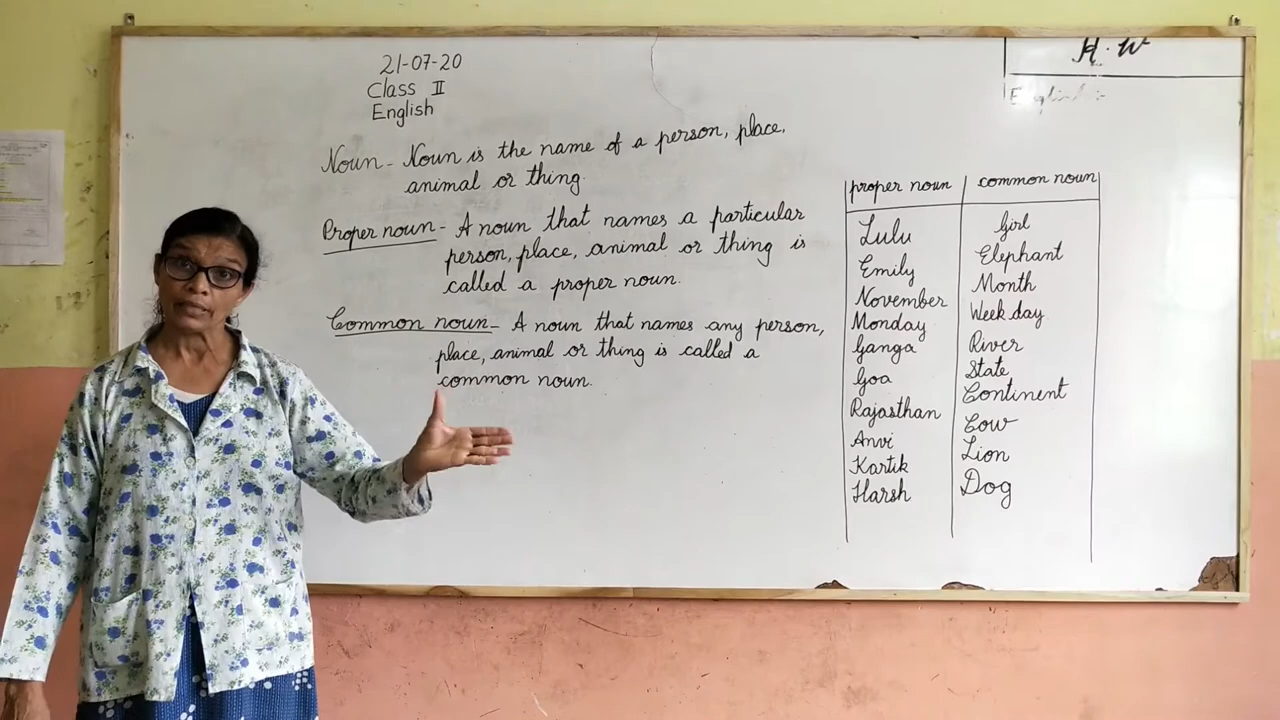 21-07-20
Class II
English
Noun - Noun is the name of a person, place,
animal or thing.
Proper noun - A noun that names a particular
person, place, animal or thing is
called a proper noun.
Common noun - A noun that names any person,
place, animal or thing is called a
common noun.
H.W
English :-
proper noun common noun
Lulu Girl
Emily Elephant
November Month
Monday Week day
Ganga River
Goa State
Rajasthan Continent
Anvi Cow
Kartik Lion
Harsh Dog